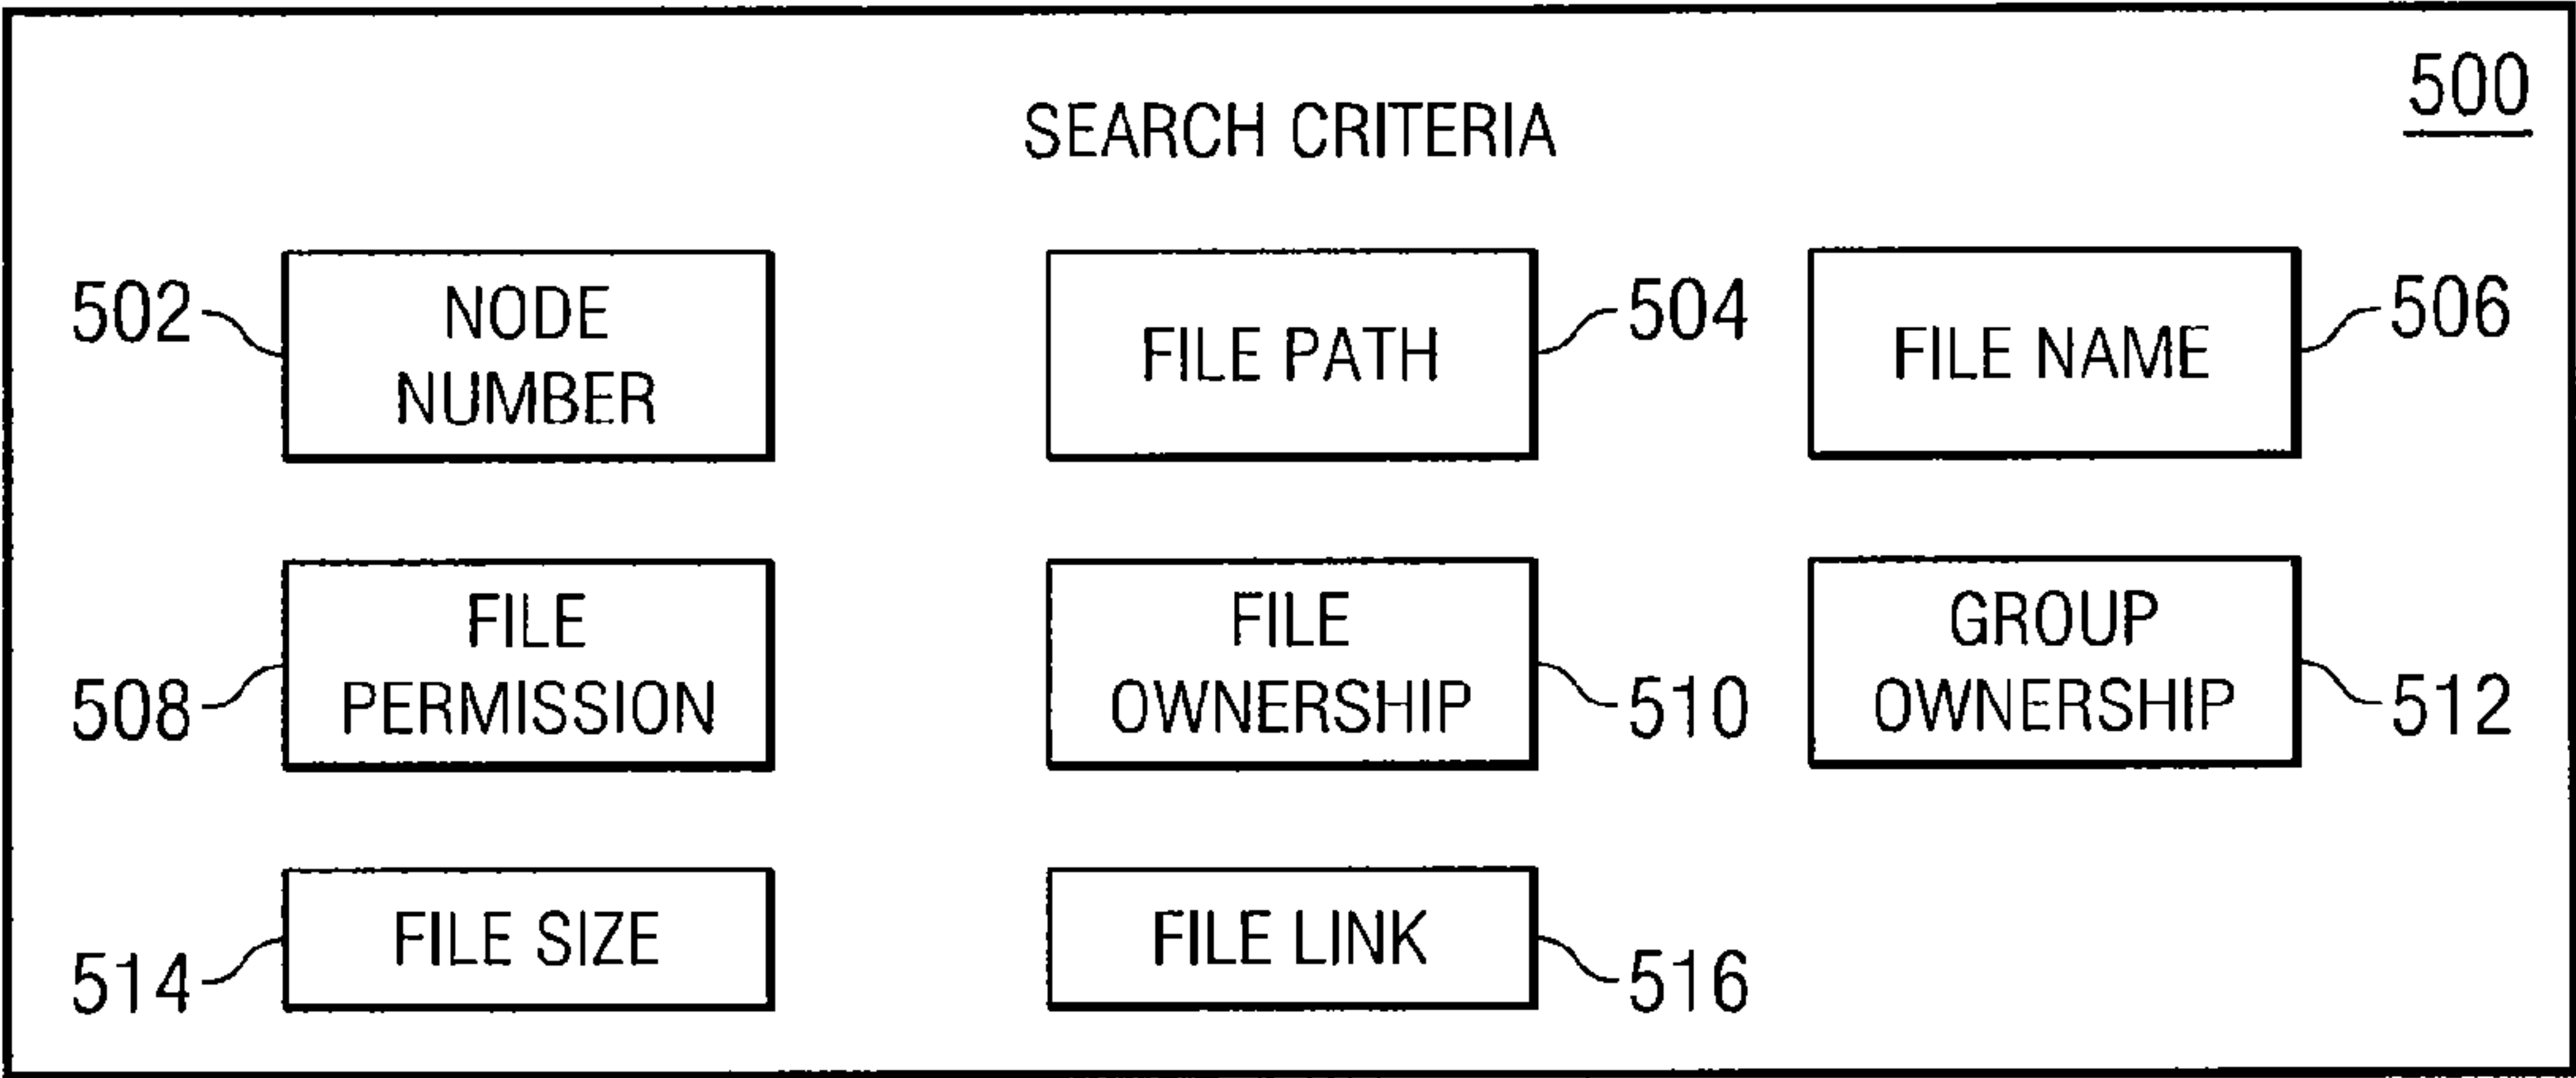 500
SEARCH CRITERIA
502
NODE
NUMBER
FILE PATH
504
FILE NAME
506
508
FILE
PERMISSION
FILE
OWNERSHIP
510
GROUP
OWNERSHIP
512
514
FILE SIZE
FILE LINK
516